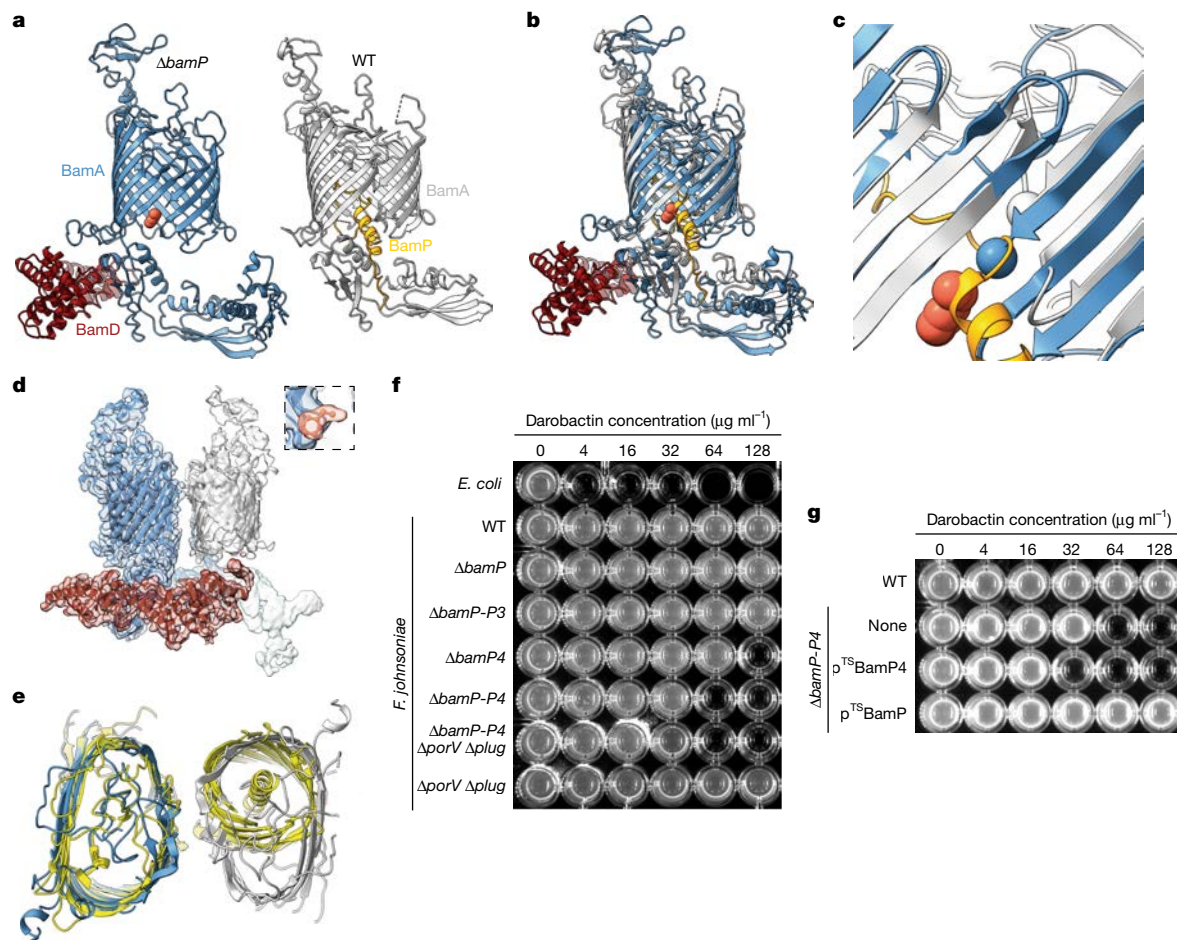 a
ΔbamP
WT
BamA
BamA
BamP
BamD
b
c
d
e
f
Darobactin concentration (μg ml⁻¹)
0 4 16 32 64 128
E. coli
WT
ΔbamP
ΔbamP-P3
ΔbamP4
ΔbamP-P4
ΔbamP-P4
ΔporV Δplug
ΔporV Δplug
F. johnsoniae
g
Darobactin concentration (μg ml⁻¹)
0 4 16 32 64 128
WT
None
pᵀˢBamP4
pᵀˢBamP
ΔbamP-P4